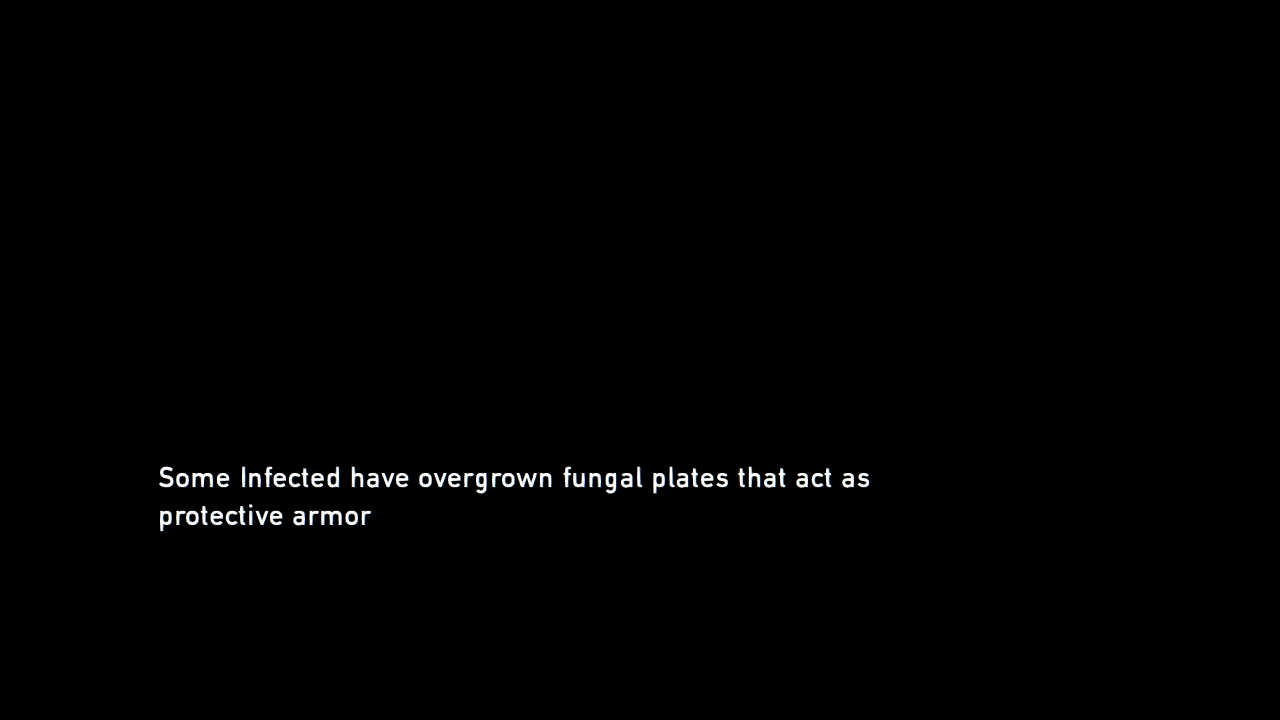 Some Infected have overgrown fungal plates that act as
protective armor